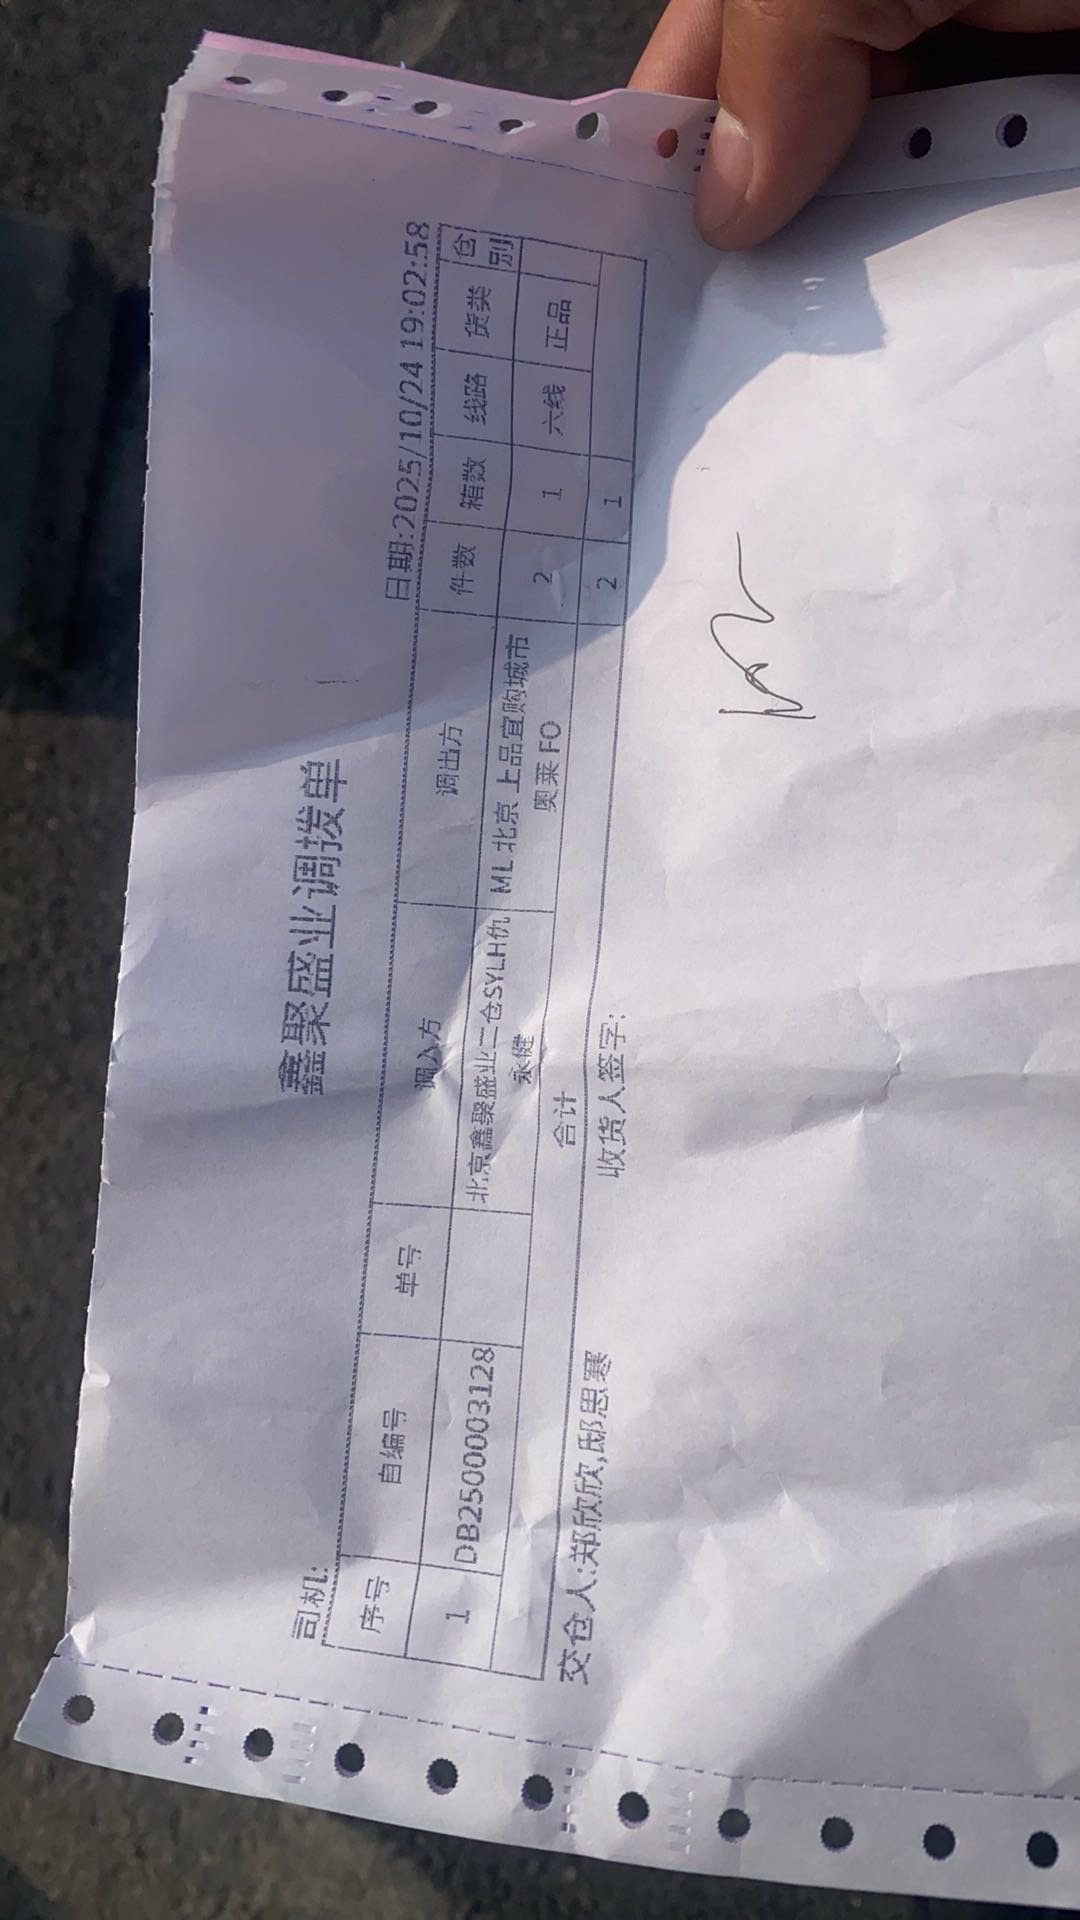 鑫聚盛业调拨单
司机:
日期:2025/10/24 19:02:58
序号 自编号 单号 调入方 调出方 件数 箱数 线路 货类 仓别
1 DB2500003128 北京鑫聚盛业二仓SYLH仇永健 ML 北京 上品宜购城市奥莱 FO 2 1 六线 正品
合计 2 1
交仓人:郑欣欣,邸思寒 收货人签字: